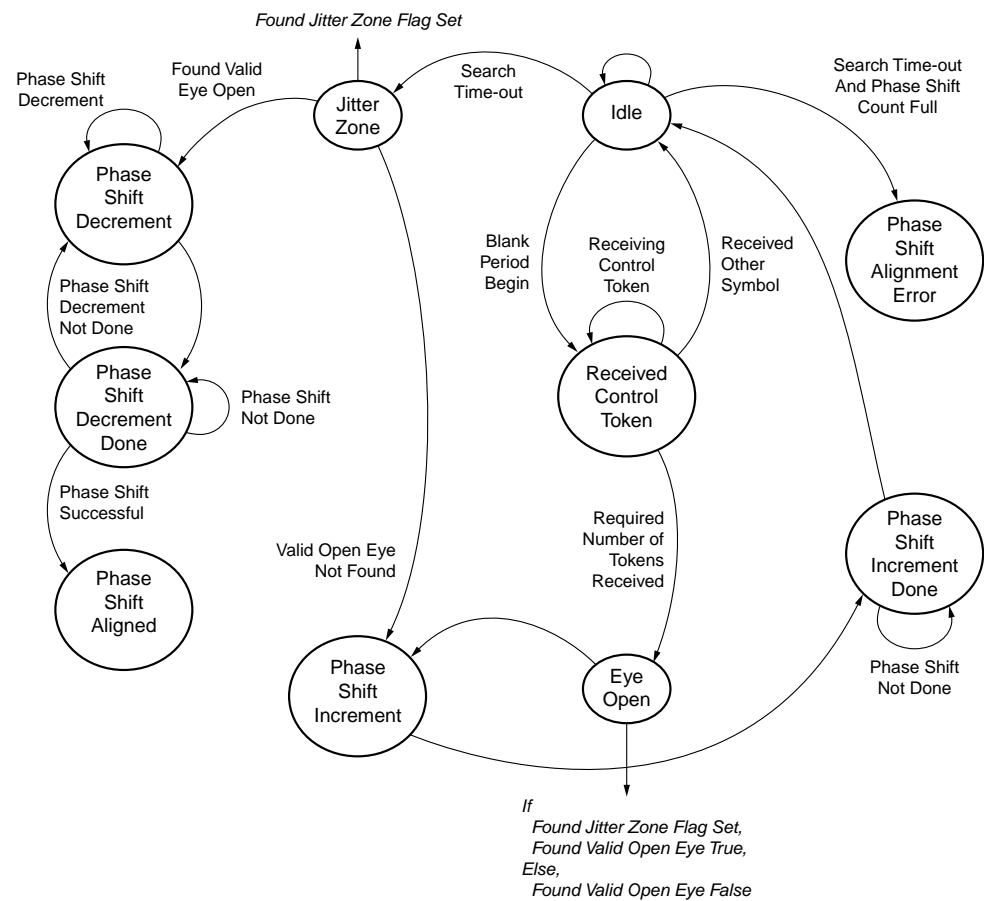 Found Jitter Zone Flag Set
Phase Shift
Decrement
Found Valid
Eye Open
Jitter
Zone
Search
Time-out
Idle
Search Time-out
And Phase Shift
Count Full
Phase
Shift
Decrement
Phase
Shift
Alignment
Error
Blank
Period
Begin
Receiving
Control
Token
Received
Other
Symbol
Phase Shift
Decrement
Not Done
Phase
Shift
Decrement
Done
Phase Shift
Not Done
Received
Control
Token
Phase Shift
Successful
Required
Number of
Tokens
Received
Phase
Shift
Increment
Done
Valid Open Eye
Not Found
Phase
Shift
Aligned
Phase
Shift
Increment
Eye
Open
Phase Shift
Not Done
If
Found Jitter Zone Flag Set,
Found Valid Open Eye True,
Else,
Found Valid Open Eye False